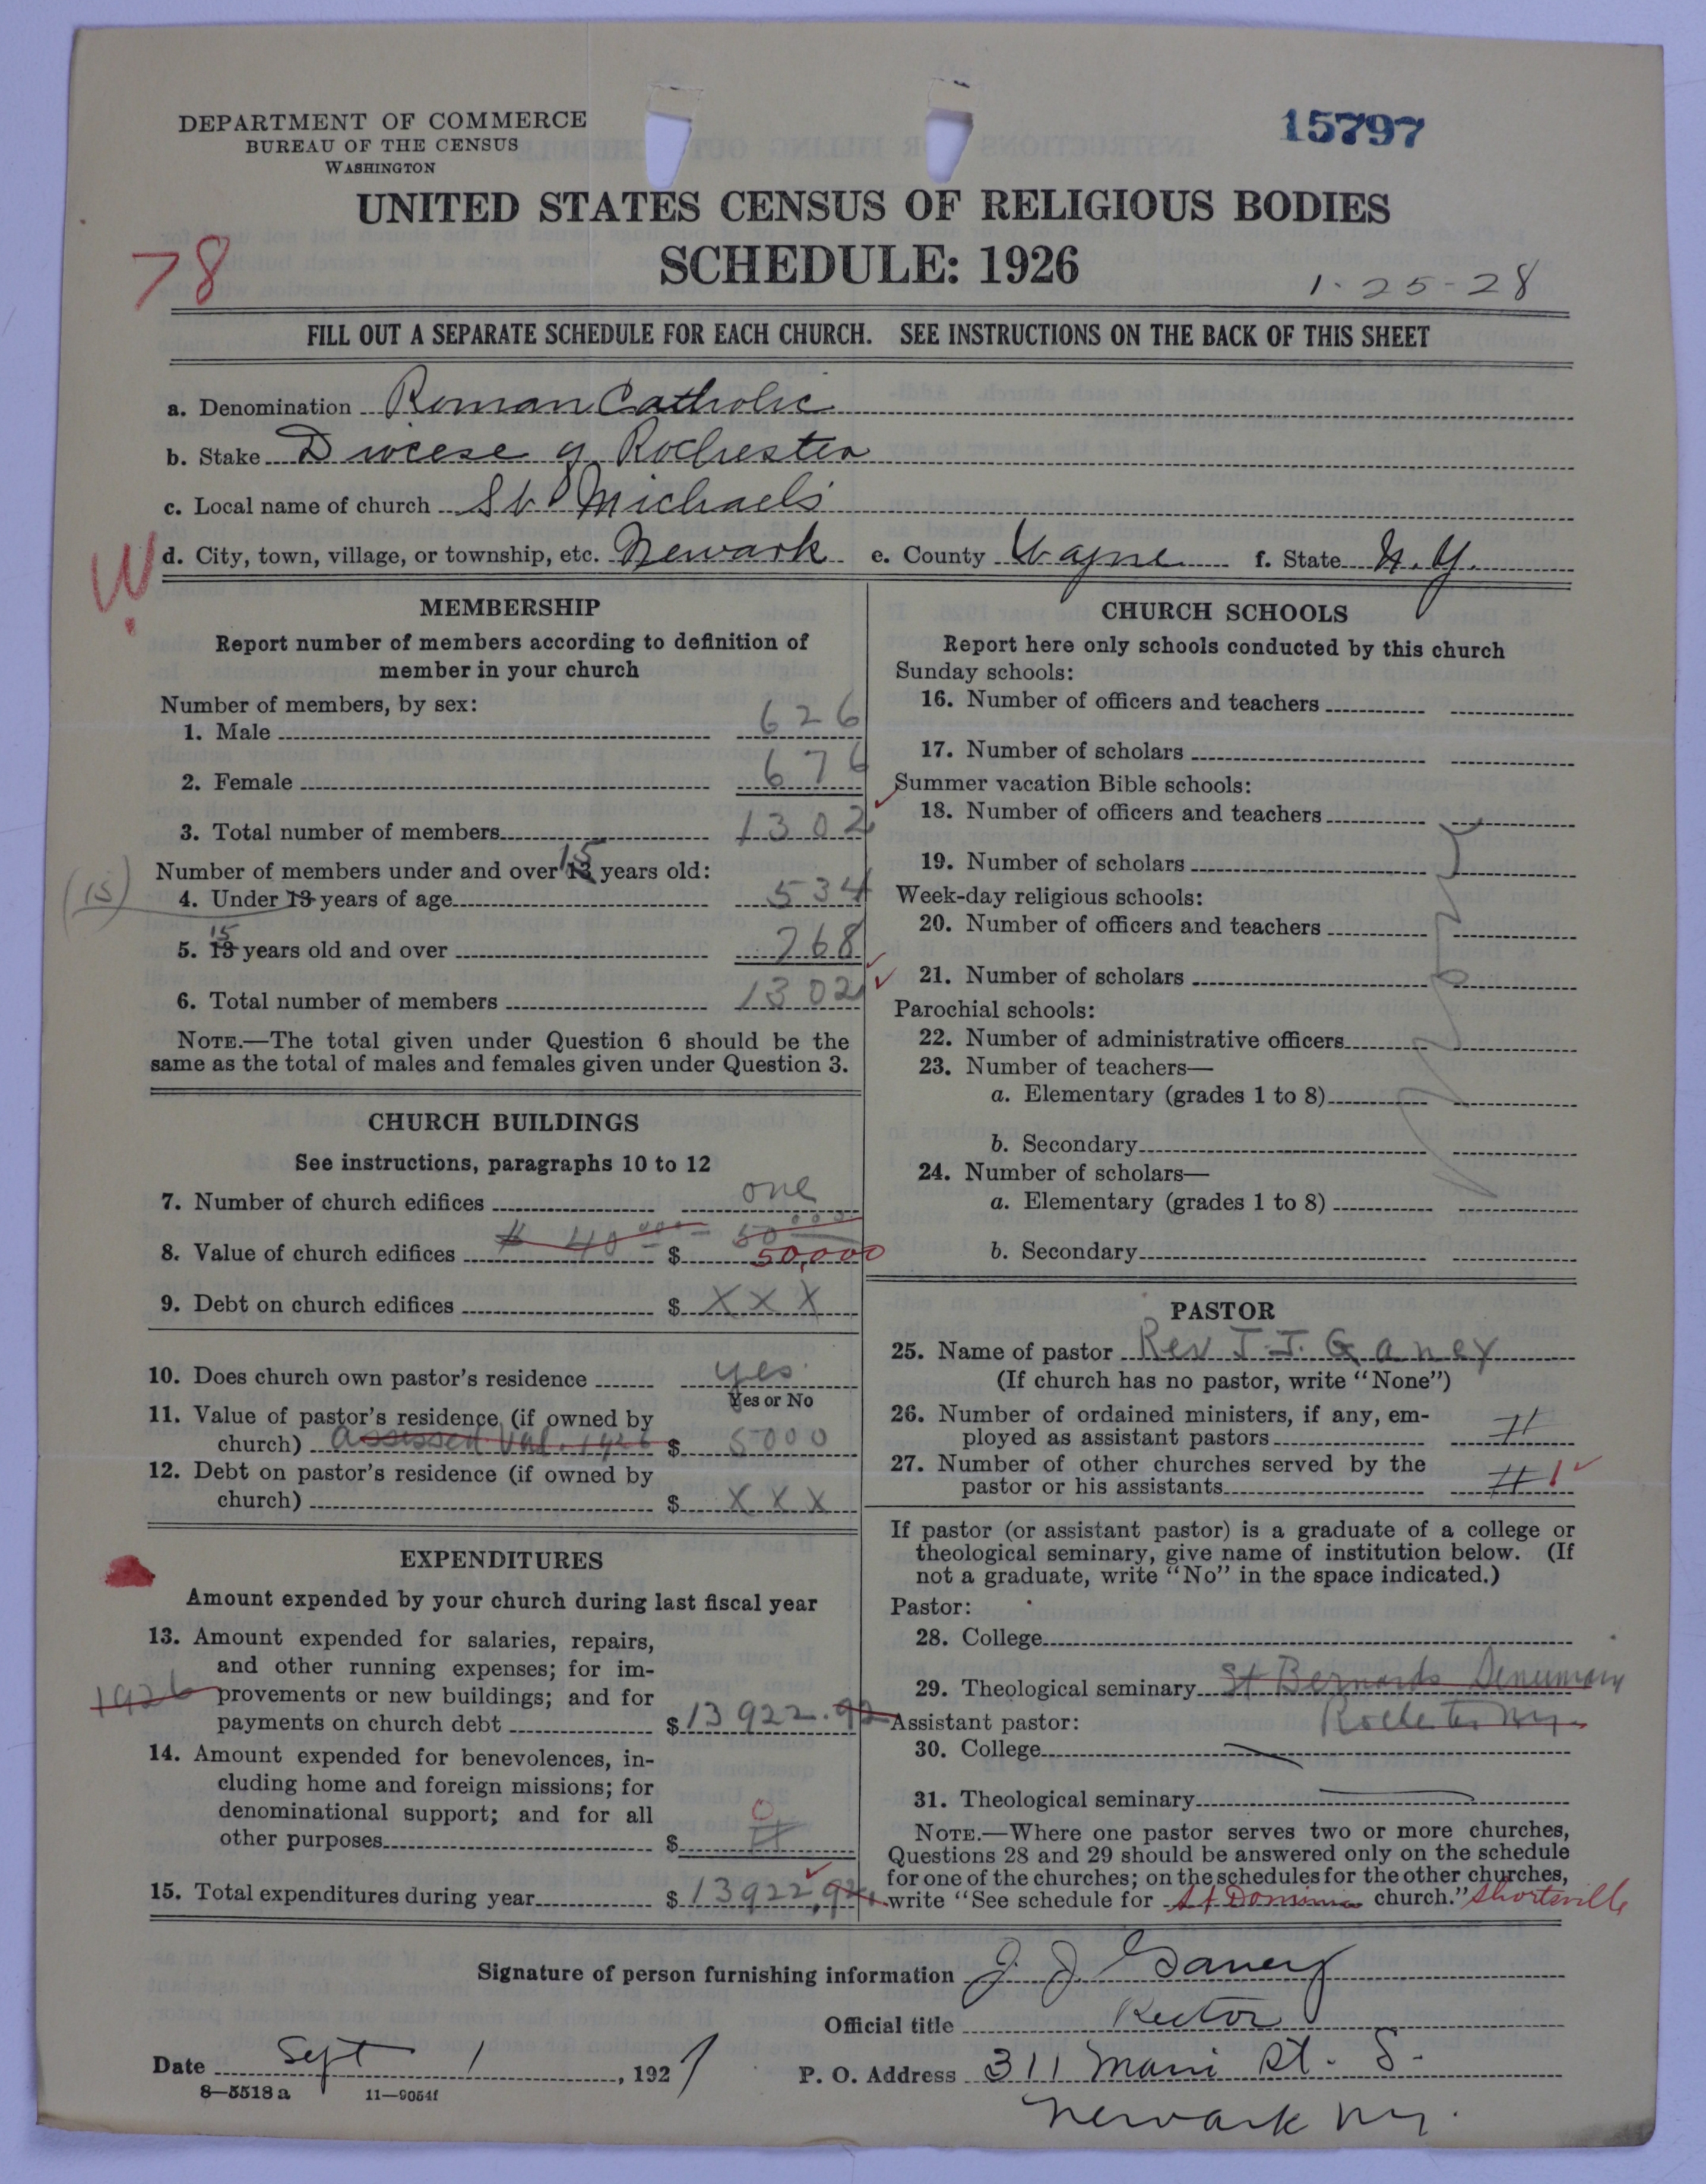 DEPARTMENT OF COMMERCE
BUREAU OF THE CENSUS
WASHINGTON
15797
UNITED STATES CENSUS OF RELIGIOUS BODIES
SCHEDULE: 1926
78
1-25-28
FILL OUT A SEPARATE SCHEDULE FOR EACH CHURCH. SEE INSTRUCTIONS ON THE BACK OF THIS SHEET
a. Denomination Roman Catholic
b. Stake Diocese of Rochester
c. Local name of church St Michaels
W d. City, town, village, or township, etc. Newark e. County Wayne f. State N.Y.
MEMBERSHIP
Report number of members according to definition of
member in your church
Number of members, by sex:
1. Male 626
2. Female 676
3. Total number of members 1302
Number of members under and over 13 15 years old:
(15) 4. Under 13 years of age 534
5. 13 15 years old and over 768
6. Total number of members 1302
NOTE.—The total given under Question 6 should be the
same as the total of males and females given under Question 3.
CHURCH BUILDINGS
See instructions, paragraphs 10 to 12
7. Number of church edifices one
8. Value of church edifices $ 40000 — 50000 $ 50,000
9. Debt on church edifices $ X X X
10. Does church own pastor's residence yes
Yes or No
11. Value of pastor's residence (if owned by
church) Assessed Val. 1926 $ 5000
12. Debt on pastor's residence (if owned by
church) $ X X X
EXPENDITURES
Amount expended by your church during last fiscal year
13. Amount expended for salaries, repairs,
and other running expenses; for im-
1926 provements or new buildings; and for
payments on church debt $ 13922.92
14. Amount expended for benevolences, in-
cluding home and foreign missions; for
denominational support; and for all
other purposes $ 0
15. Total expenditures during year $ 13922,92
CHURCH SCHOOLS
Report here only schools conducted by this church
Sunday schools:
16. Number of officers and teachers
17. Number of scholars
Summer vacation Bible schools:
18. Number of officers and teachers
19. Number of scholars
Week-day religious schools:
20. Number of officers and teachers
21. Number of scholars
Parochial schools:
22. Number of administrative officers
23. Number of teachers—
a. Elementary (grades 1 to 8)
b. Secondary
24. Number of scholars—
a. Elementary (grades 1 to 8)
b. Secondary
PASTOR
25. Name of pastor Rev J. J. Ganey
(If church has no pastor, write "None")
26. Number of ordained ministers, if any, em-
ployed as assistant pastors
27. Number of other churches served by the
pastor or his assistants 1
If pastor (or assistant pastor) is a graduate of a college or
theological seminary, give name of institution below. (If
not a graduate, write "No" in the space indicated.)
Pastor:
28. College
29. Theological seminary St Bernards Seminary
Assistant pastor: Rochester N.Y.
30. College
31. Theological seminary
NOTE.—Where one pastor serves two or more churches,
Questions 28 and 29 should be answered only on the schedule
for one of the churches; on the schedules for the other churches,
write "See schedule for St Dominic church." Shortsville
Signature of person furnishing information J. J. Ganey
Official title Rector
Date Sept 1, 1927 P. O. Address 311 Main St. S.
8—5518a 11—9054f
Newark N.Y.